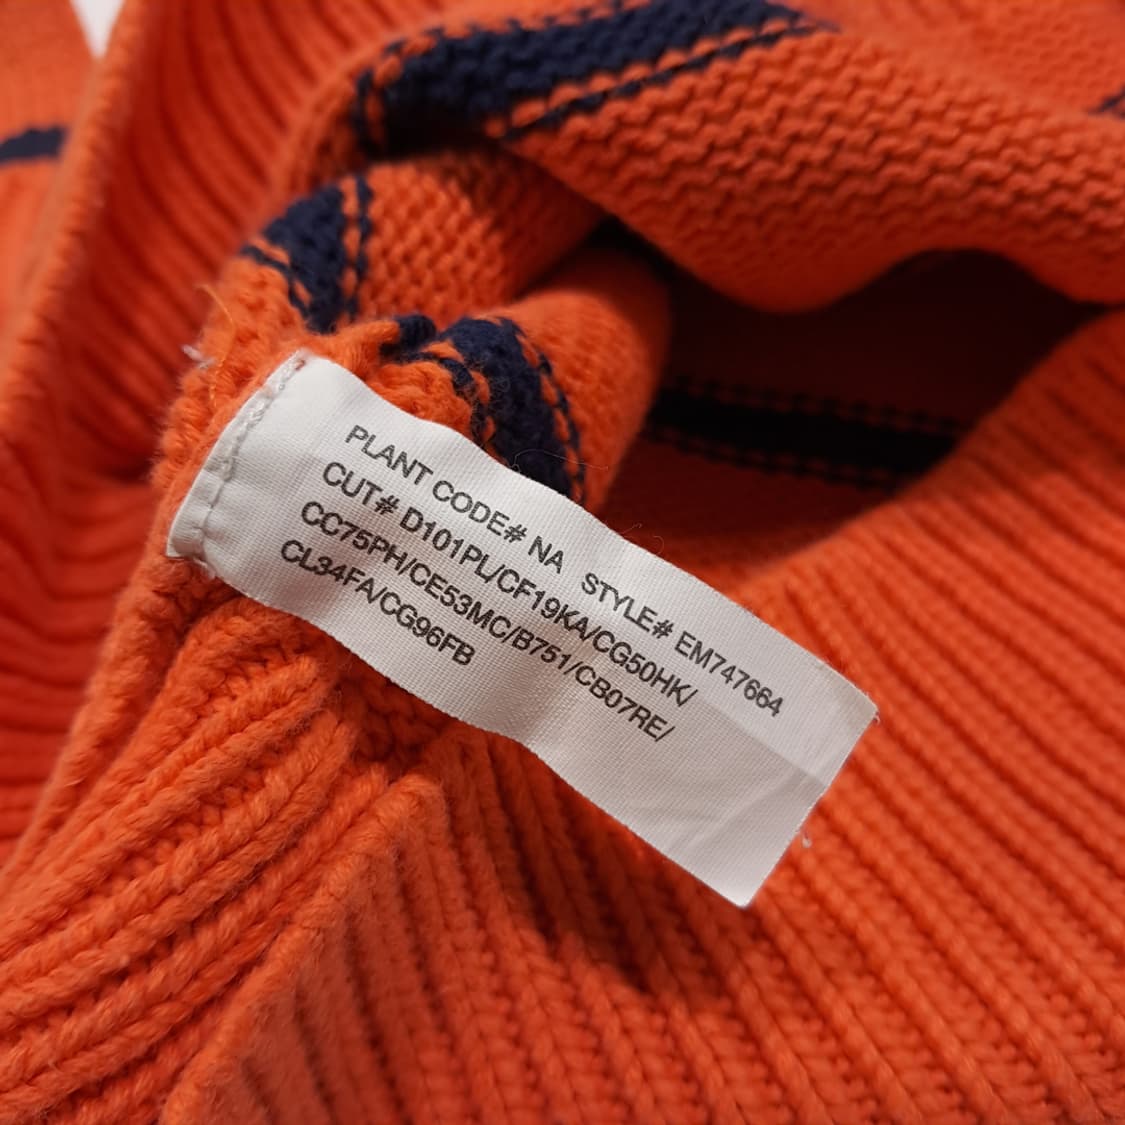 PLANT CODE# NA STYLE# EM747664
CUT# D101PL/CF19KA/CG50HK/
CC75PH/CE53MC/B751/CB07RE/
CL34FA/CG96FB